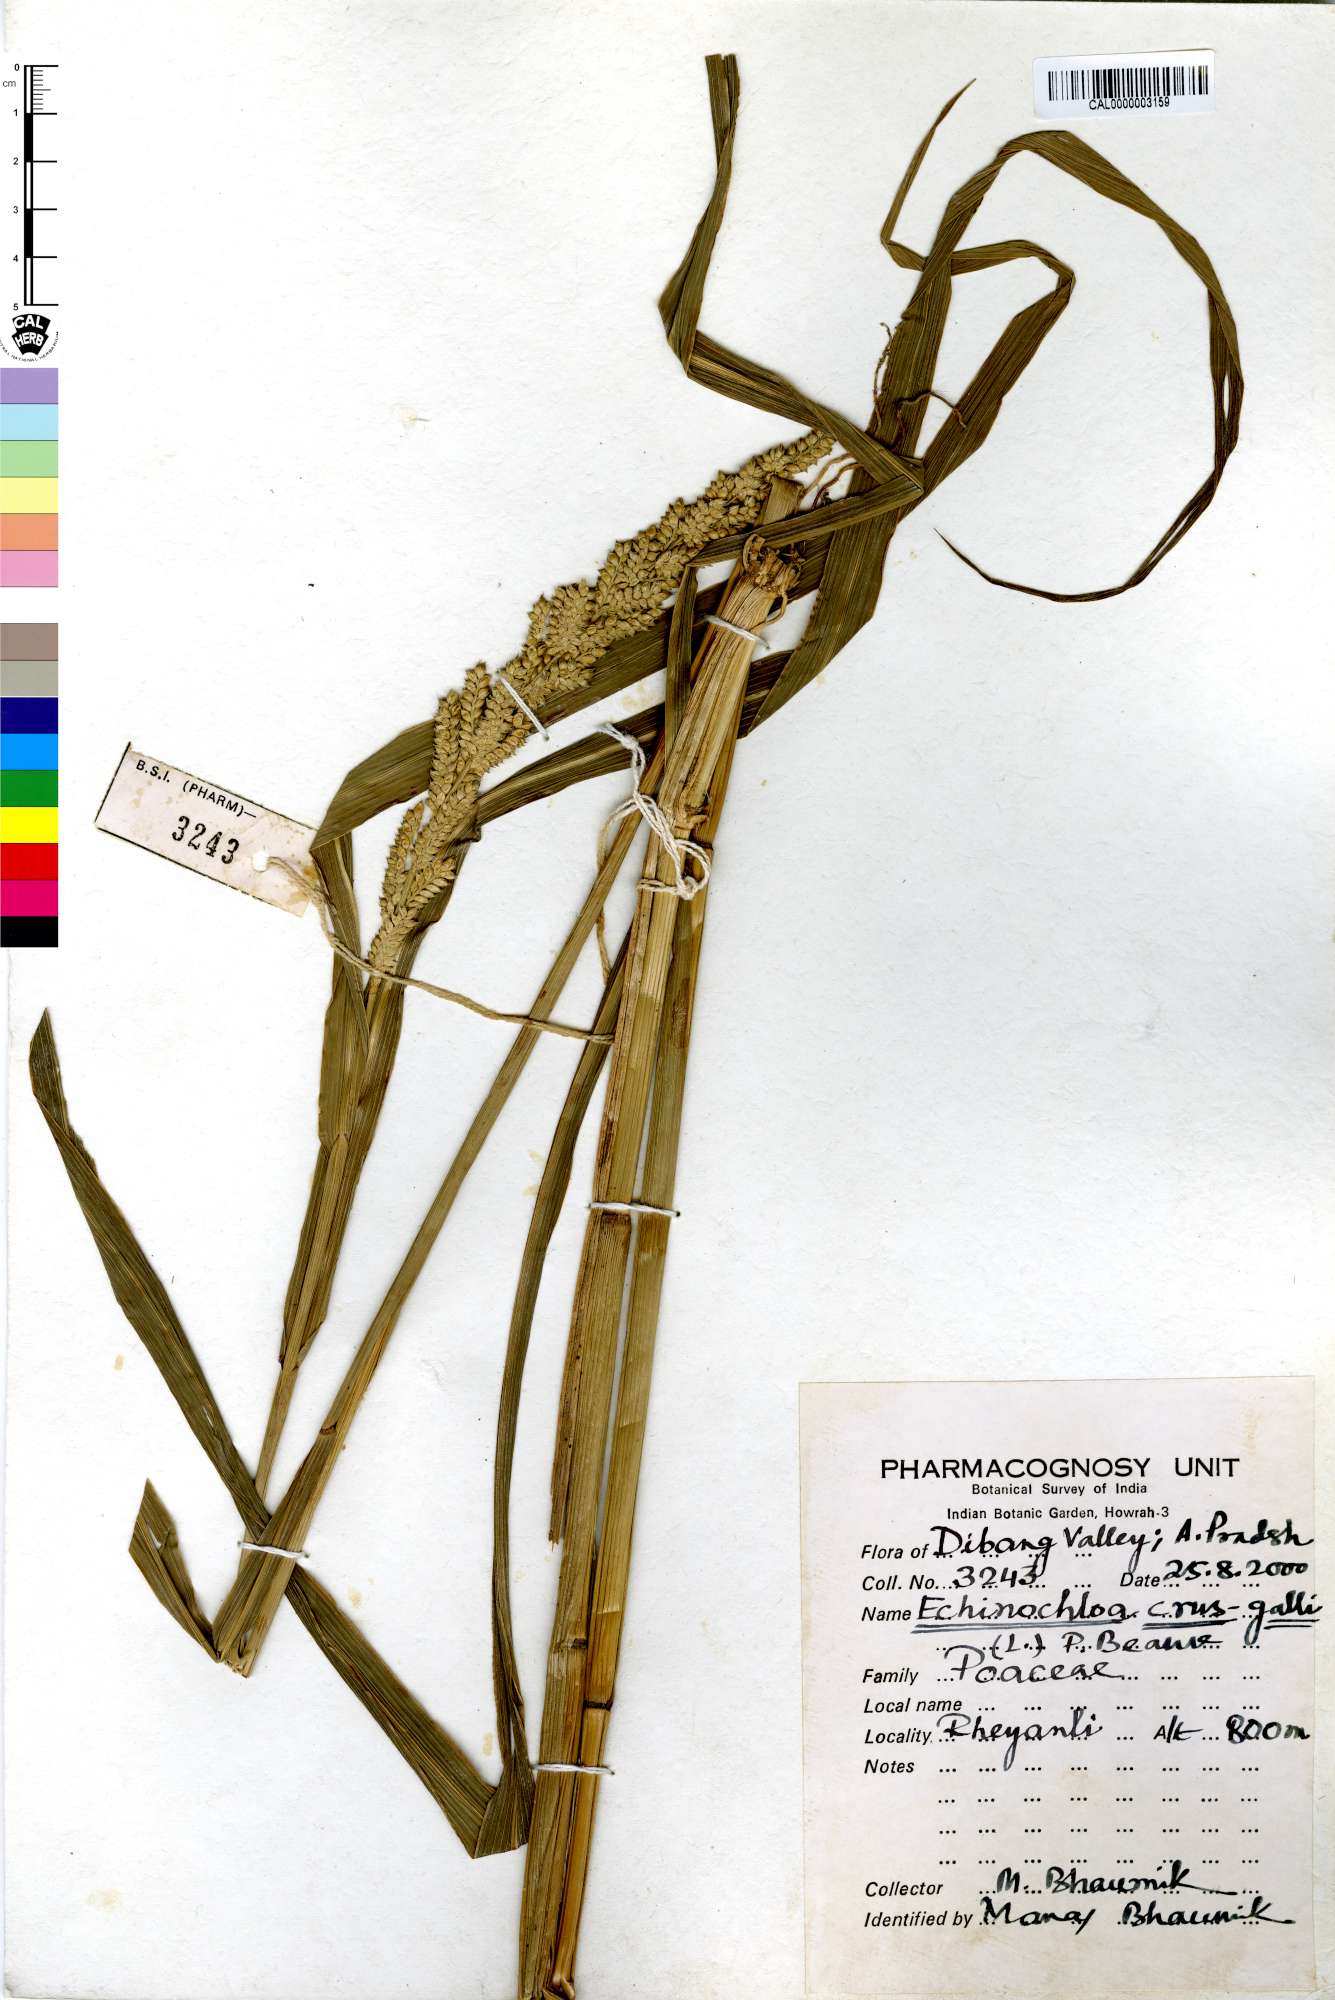 CAL0000003159
0
cm
1
2
3
4
5
CAL
HERB
B.S.I. (PHARM)—
3243
PHARMACOGNOSY UNIT
Botanical Survey of India
Indian Botanic Garden, Howrah-3
Flora of Dibang Valley; A. Pradesh
Coll. No. 3243 Date 25.8.2000
Name Echinochloa crus-galli
(L.) P. Beauv
Family Poaceae
Local name
Locality Rheyanli Alt 800m
Notes
Collector M. Bhaumik
Identified by Manas Bhaumik